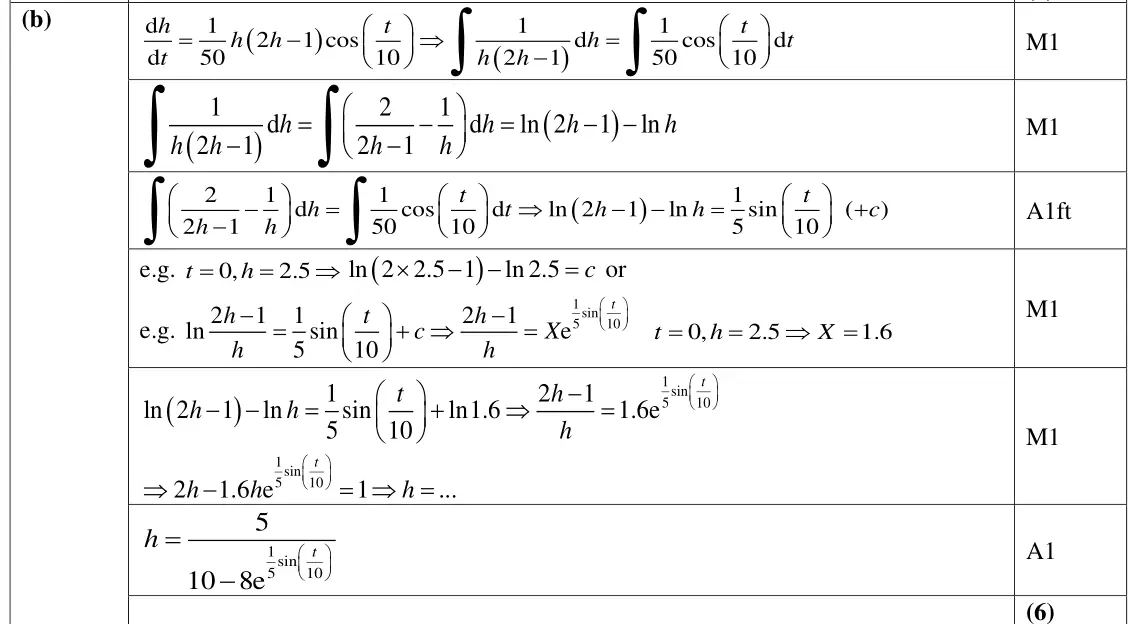 (b)
dh/dt = 1/50 h(2h−1)cos(t/10) ⇒ ∫ 1/(h(2h−1)) dh = ∫ 1/50 cos(t/10) dt
M1
∫ 1/(h(2h−1)) dh = ∫ (2/(2h−1) − 1/h) dh = ln(2h−1) − ln h
M1
∫ (2/(2h−1) − 1/h) dh = ∫ 1/50 cos(t/10) dt ⇒ ln(2h−1) − ln h = 1/5 sin(t/10) (+c)
A1ft
e.g. t = 0, h = 2.5 ⇒ ln(2×2.5−1) − ln 2.5 = c or
e.g. ln (2h−1)/h = 1/5 sin(t/10) + c ⇒ (2h−1)/h = Xe^(1/5 sin(t/10)) t = 0, h = 2.5 ⇒ X = 1.6
M1
ln(2h−1) − ln h = 1/5 sin(t/10) + ln1.6 ⇒ (2h−1)/h = 1.6e^(1/5 sin(t/10))
⇒ 2h − 1.6he^(1/5 sin(t/10)) = 1 ⇒ h = ...
M1
h = 5/(10 − 8e^(1/5 sin(t/10)))
A1
(6)